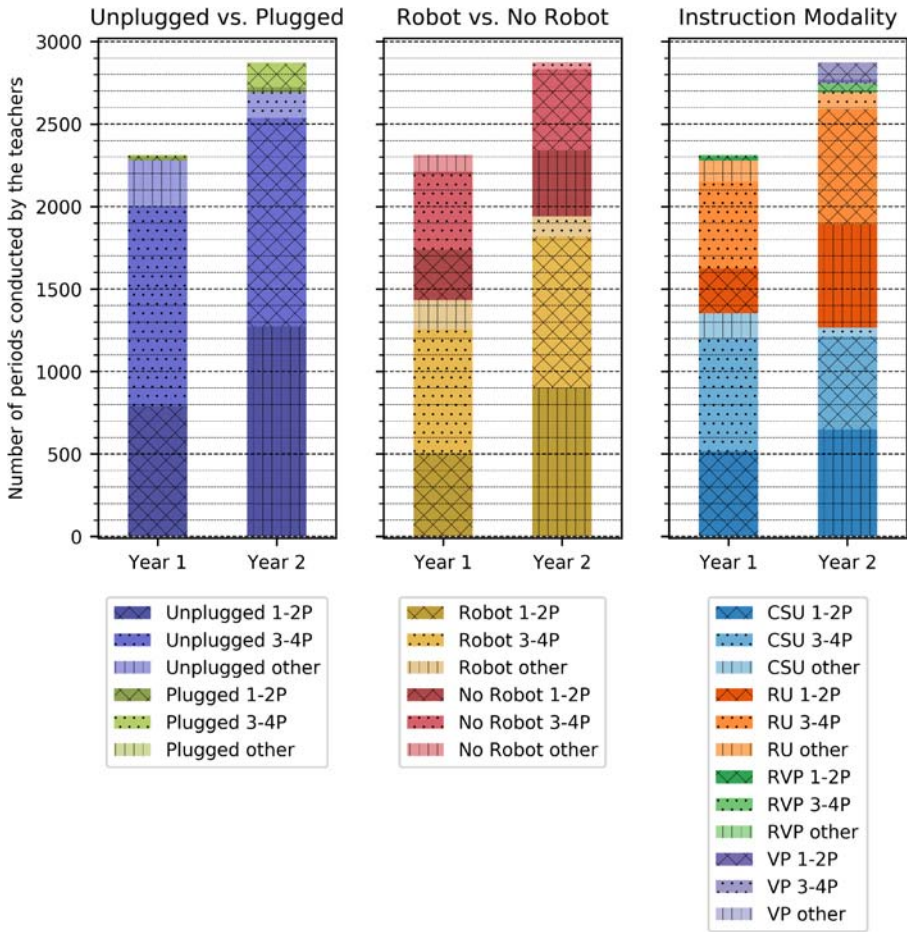 Unplugged vs. Plugged
Robot vs. No Robot
Instruction Modality
Number of periods conducted by the teachers
3000
2500
2000
1500
1000
500
0
Year 1
Year 2
Year 1
Year 2
Year 1
Year 2
Unplugged 1-2P
Unplugged 3-4P
Unplugged other
Plugged 1-2P
Plugged 3-4P
Plugged other
Robot 1-2P
Robot 3-4P
Robot other
No Robot 1-2P
No Robot 3-4P
No Robot other
CSU 1-2P
CSU 3-4P
CSU other
RU 1-2P
RU 3-4P
RU other
RVP 1-2P
RVP 3-4P
RVP other
VP 1-2P
VP 3-4P
VP other